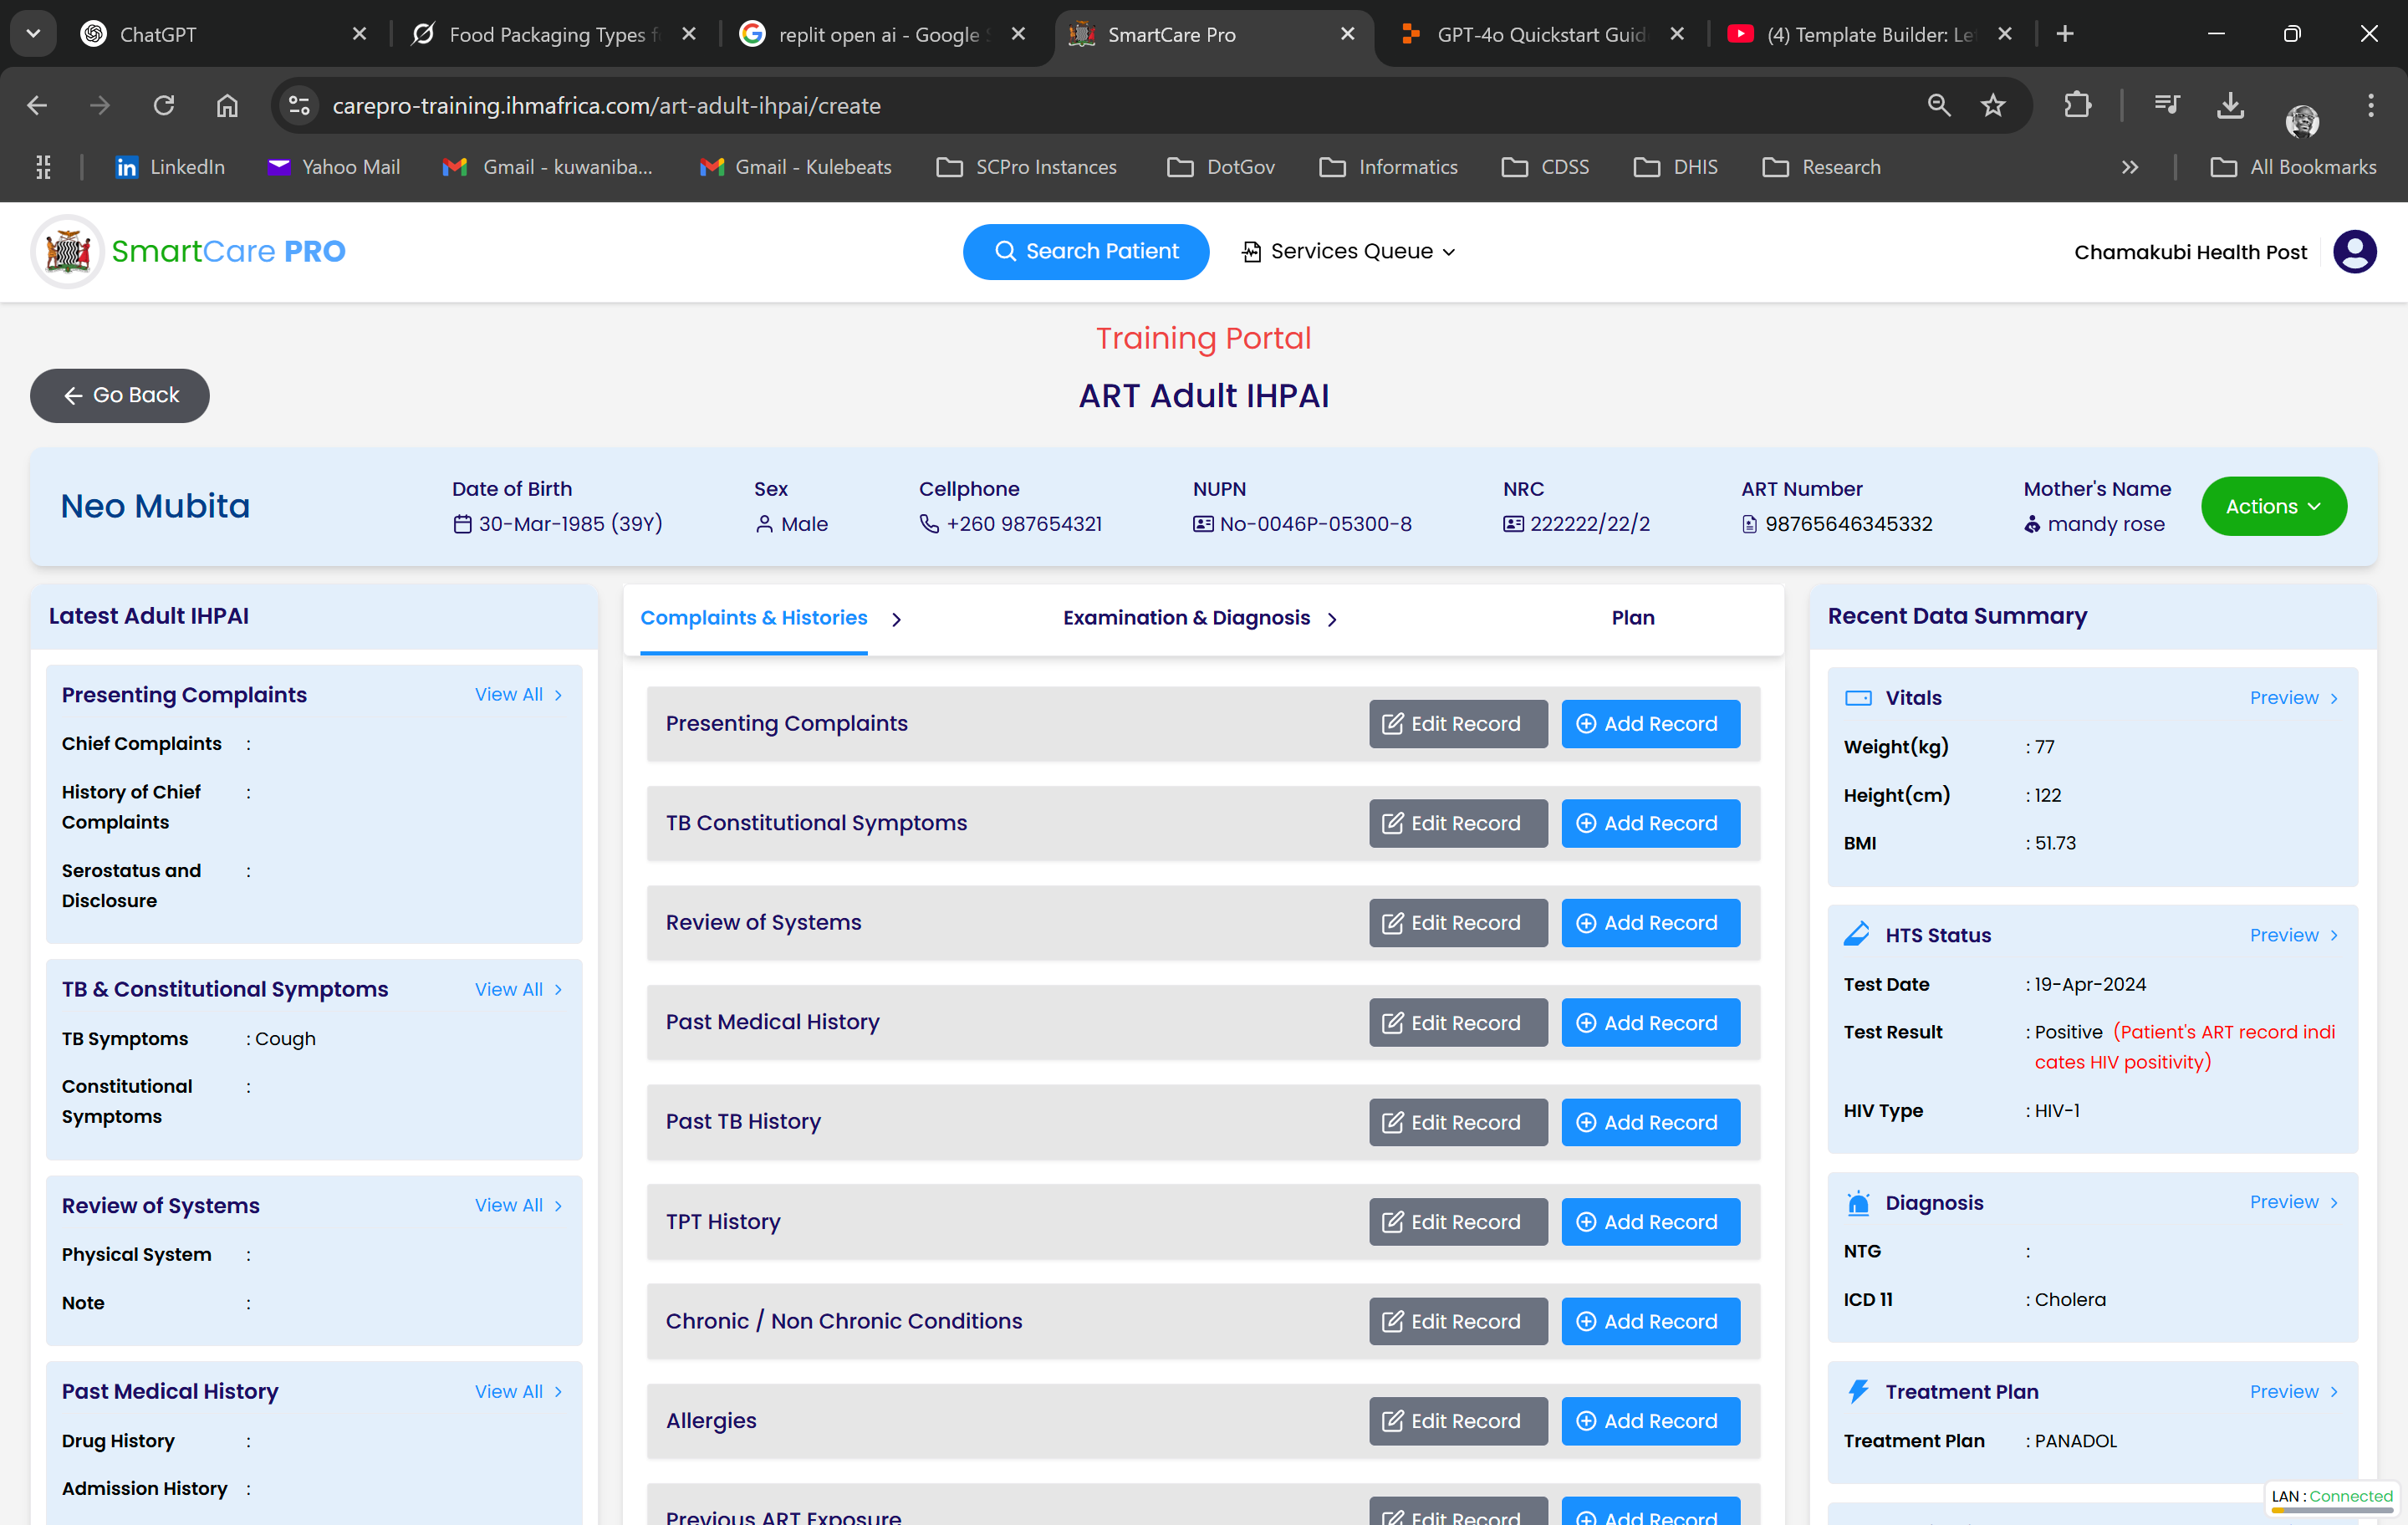 ChatGPT
Food Packaging Types f
replit open ai - Google S
SmartCare Pro
GPT-4o Quickstart Guid
(4) Template Builder: Le
carepro-training.ihmafrica.com/art-adult-ihpai/create
LinkedIn
Yahoo Mail
Gmail - kuwaniba...
Gmail - Kulebeats
SCPro Instances
DotGov
Informatics
CDSS
DHIS
Research
All Bookmarks
SmartCare PRO
Search Patient
Services Queue
Chamakubi Health Post
Training Portal
Go Back
ART Adult IHPAI
Neo Mubita
Date of Birth
30-Mar-1985 (39Y)
Sex
Male
Cellphone
+260 987654321
NUPN
No-0046P-05300-8
NRC
222222/22/2
ART Number
98765646345332
Mother's Name
mandy rose
Actions
Latest Adult IHPAI
Presenting Complaints
View All
Chief Complaints :
History of Chief
Complaints
:
Serostatus and
Disclosure
:
TB & Constitutional Symptoms
View All
TB Symptoms : Cough
Constitutional
Symptoms
:
Review of Systems
View All
Physical System :
Note :
Past Medical History
View All
Drug History :
Admission History :
Complaints & Histories
Examination & Diagnosis
Plan
Presenting Complaints
Edit Record
Add Record
TB Constitutional Symptoms
Edit Record
Add Record
Review of Systems
Edit Record
Add Record
Past Medical History
Edit Record
Add Record
Past TB History
Edit Record
Add Record
TPT History
Edit Record
Add Record
Chronic / Non Chronic Conditions
Edit Record
Add Record
Allergies
Edit Record
Add Record
Previous ART Exposure
Edit Record
Add Record
Recent Data Summary
Vitals
Preview
Weight(kg) : 77
Height(cm) : 122
BMI : 51.73
HTS Status
Preview
Test Date : 19-Apr-2024
Test Result : Positive (Patient's ART record indi
cates HIV positivity)
HIV Type : HIV-1
Diagnosis
Preview
NTG :
ICD 11 : Cholera
Treatment Plan
Preview
Treatment Plan : PANADOL
LAN : Connected